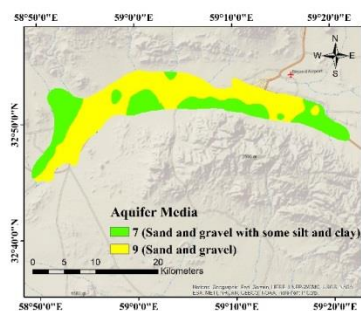 58°50'0"E 59°0'0"E 59°10'0"E 59°20'0"E
N
W E
S
Birjand Airport
32°50'0"N
32°40'0"N
Aquifer Media
7 (Sand and gravel with some silt and clay)
9 (Sand and gravel)
0 5 10 20
Kilometers
58°50'0"E 59°0'0"E 59°10'0"E 59°20'0"E